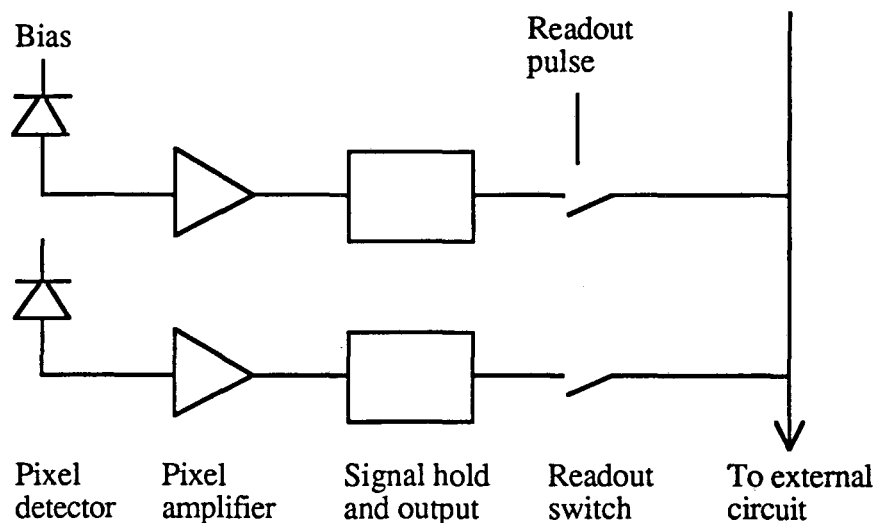 Bias
Readout
pulse
Pixel
detector
Pixel
amplifier
Signal hold
and output
Readout
switch
To external
circuit